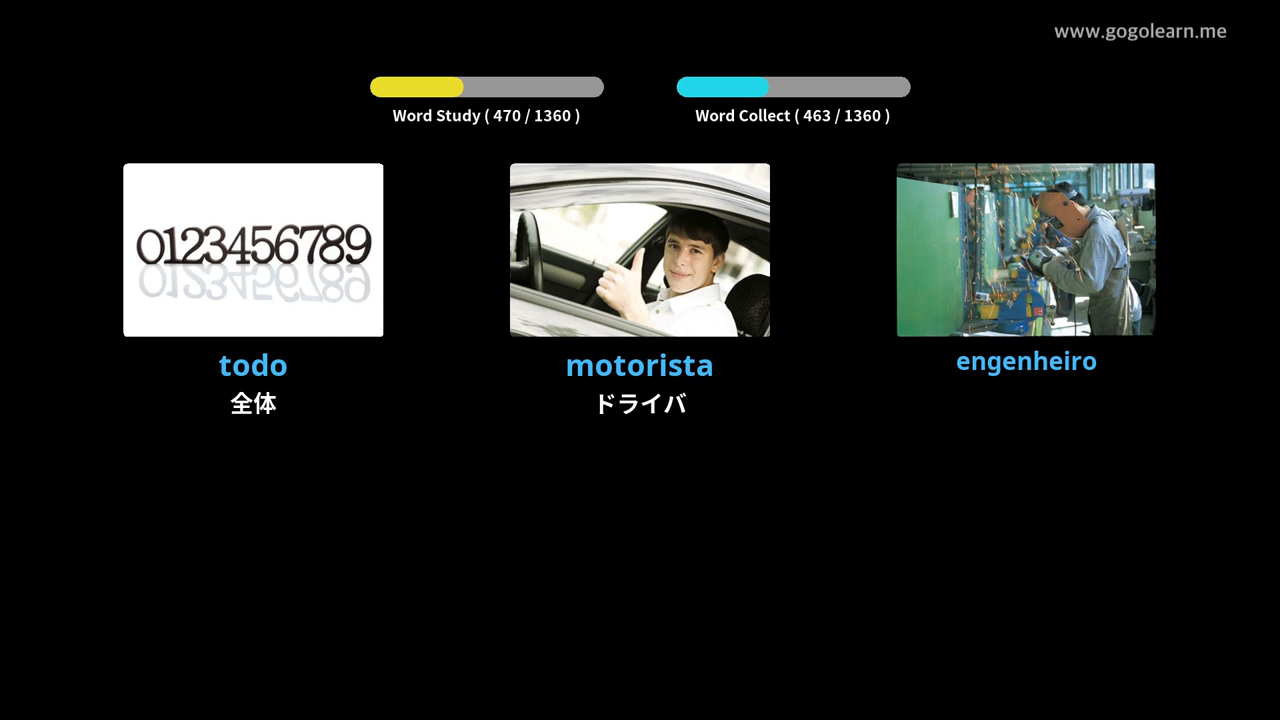 www.gogolearn.me
Word Study ( 470 / 1360 )
Word Collect ( 463 / 1360 )
0123456789
todo
motorista
engenheiro
全体
ドライバ